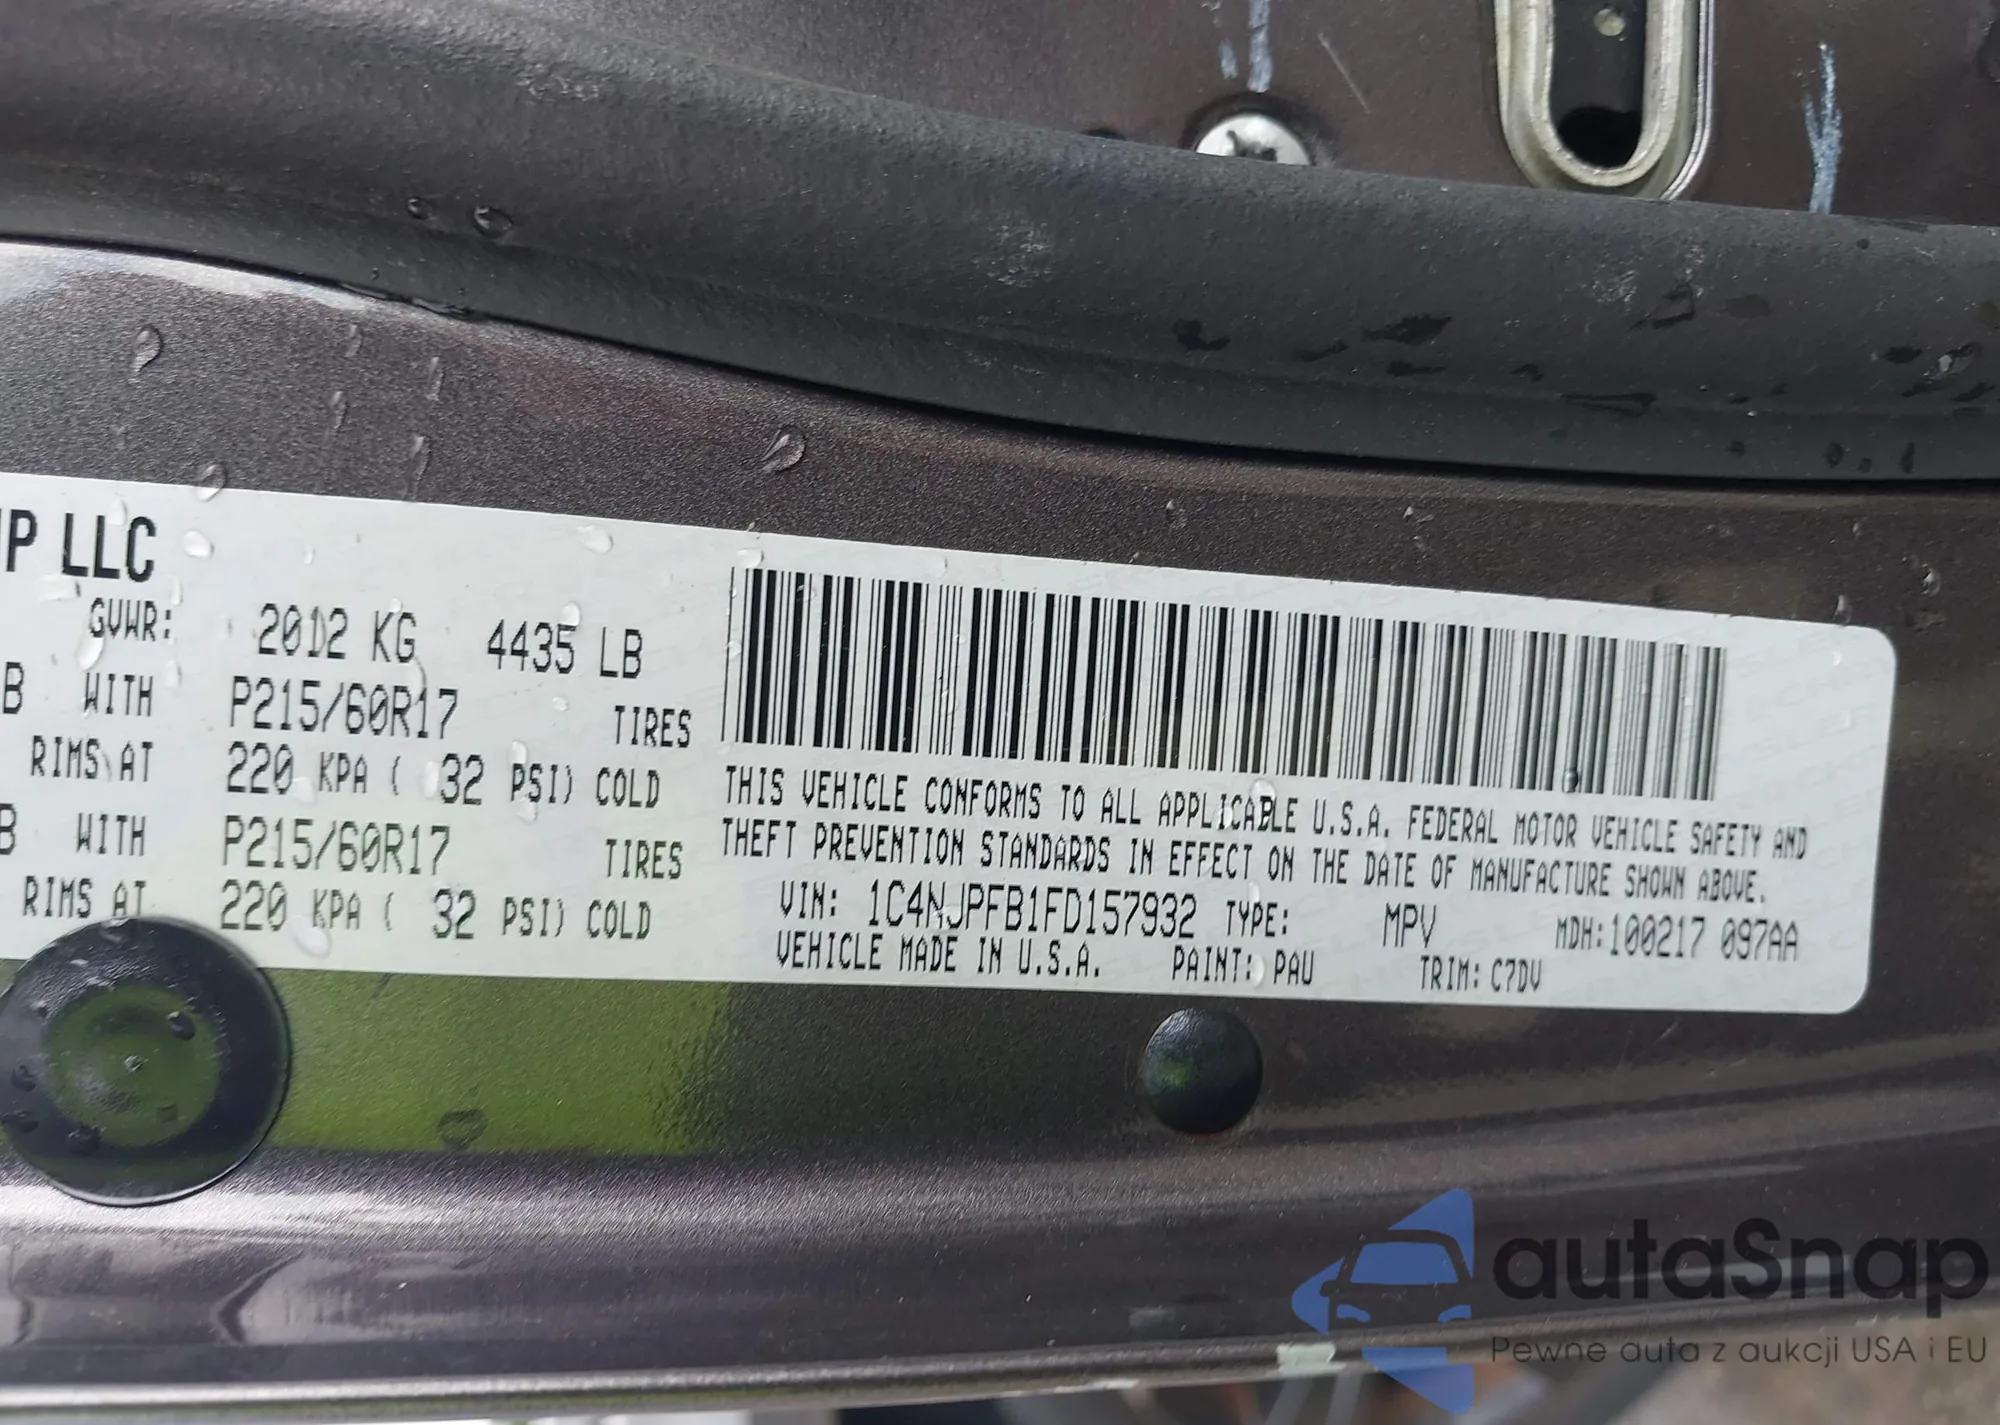 UP LLC
GVWR: 2012 KG 4435 LB
B WITH P215/60R17 TIRES
RIMS AT 220 KPA ( 32 PSI) COLD
B WITH P215/60R17 TIRES
RIMS AT 220 KPA ( 32 PSI) COLD
THIS VEHICLE CONFORMS TO ALL APPLICABLE U.S.A. FEDERAL MOTOR VEHICLE SAFETY AND
THEFT PREVENTION STANDARDS IN EFFECT ON THE DATE OF MANUFACTURE SHOWN ABOVE.
VIN: 1C4NJPFB1FD157932 TYPE: MPV MDH:100217 097AA
VEHICLE MADE IN U.S.A. PAINT: PAU TRIM: C7DV
autaSnap
Pewne auta z aukcji USA i EU